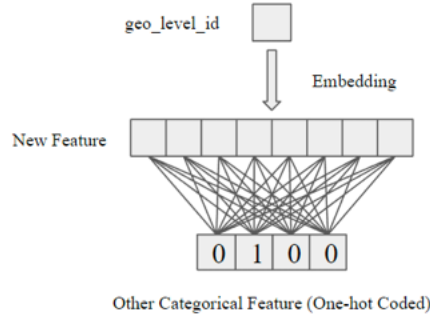 geo_level_id
Embedding
New Feature
0 1 0 0
Other Categorical Feature (One-hot Coded)